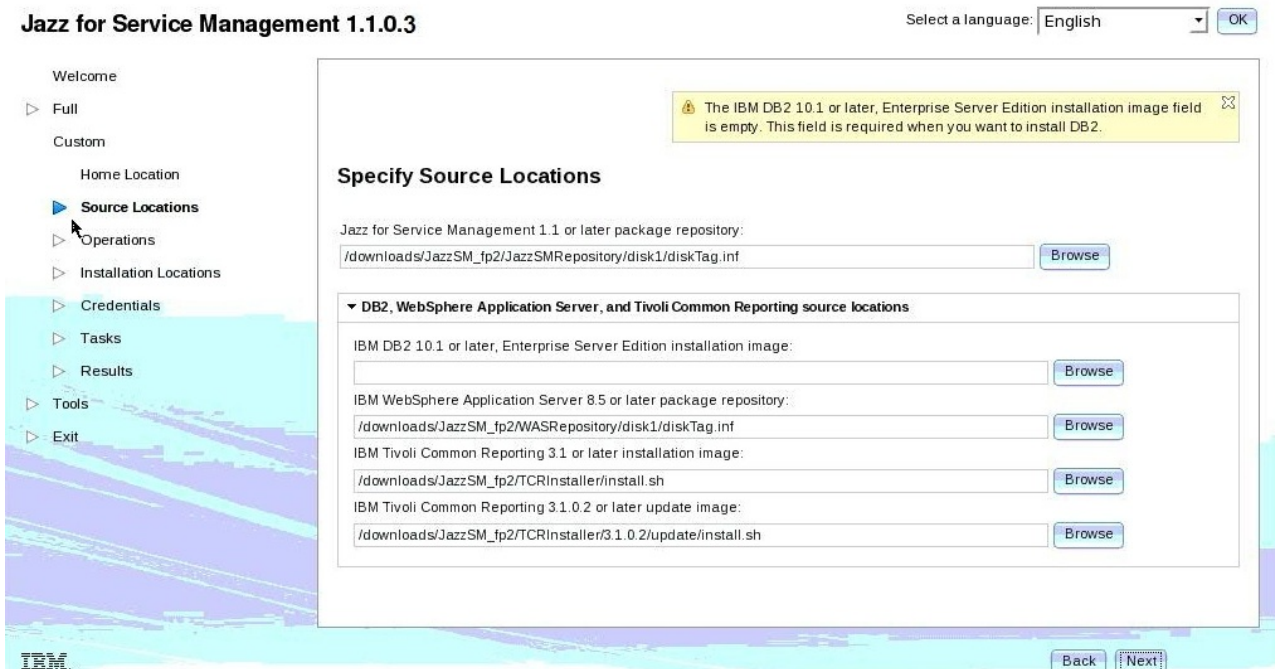 Jazz for Service Management 1.1.0.3
Select a language: English OK
Welcome
Full
Custom
Home Location
Source Locations
Operations
Installation Locations
Credentials
Tasks
Results
Tools
Exit
The IBM DB2 10.1 or later, Enterprise Server Edition installation image field
is empty. This field is required when you want to install DB2.
Specify Source Locations
Jazz for Service Management 1.1 or later package repository:
/downloads/JazzSM_fp2/JazzSMRepository/disk1/diskTag.inf Browse
DB2, WebSphere Application Server, and Tivoli Common Reporting source locations
IBM DB2 10.1 or later, Enterprise Server Edition installation image:
Browse
IBM WebSphere Application Server 8.5 or later package repository:
/downloads/JazzSM_fp2/WASRepository/disk1/diskTag.inf Browse
IBM Tivoli Common Reporting 3.1 or later installation image:
/downloads/JazzSM_fp2/TCRInstaller/install.sh Browse
IBM Tivoli Common Reporting 3.1.0.2 or later update image:
/downloads/JazzSM_fp2/TCRInstaller/3.1.0.2/update/install.sh Browse
IBM. Back Next